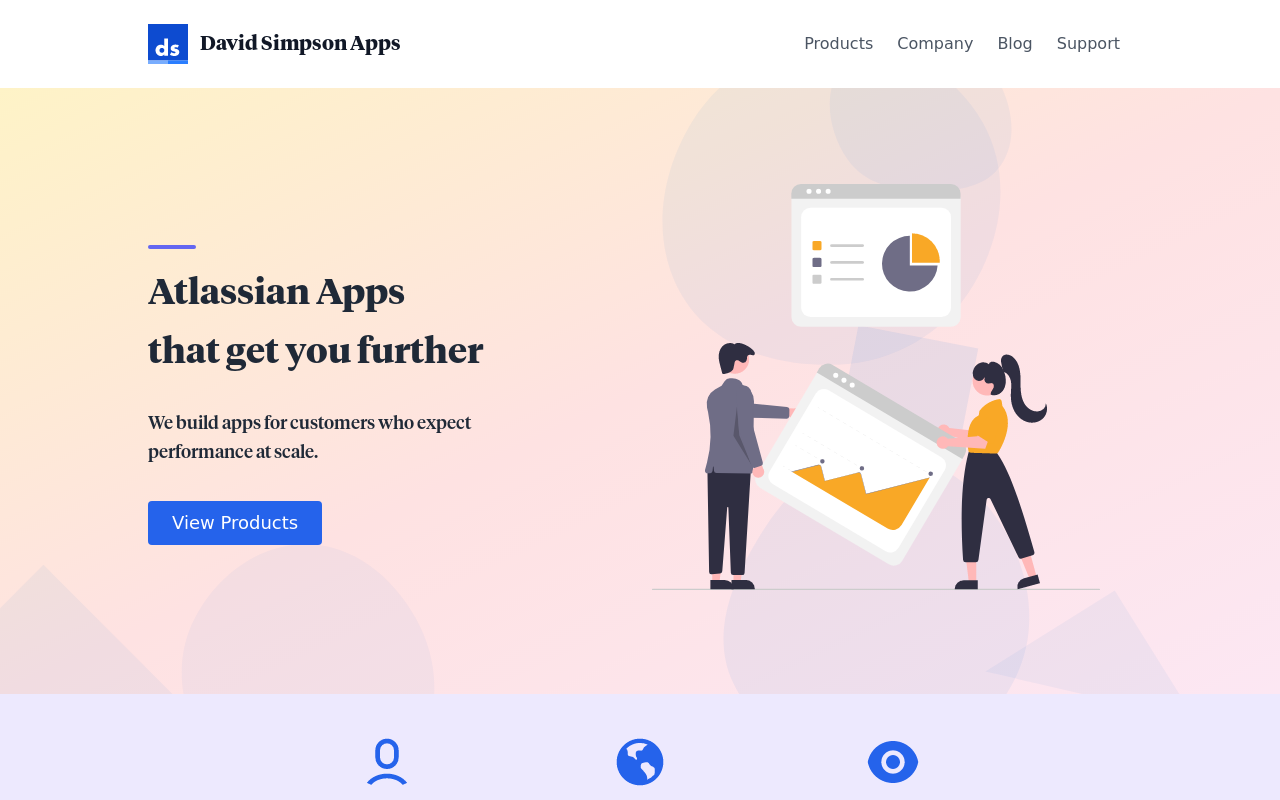 ds
David Simpson Apps
Products
Company
Blog
Support
Atlassian Apps
that get you further
We build apps for customers who expect
performance at scale.
View Products